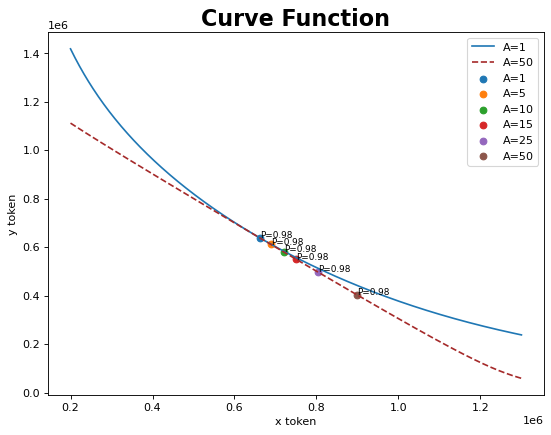 Curve Function
1e6
1.4
1.2
1.0
0.8
0.6
0.4
0.2
0.0
y token
A=1
A=50
A=1
A=5
A=10
A=15
A=25
A=50
P=0.98
P=0.98
P=0.98
P=0.98
P=0.98
P=0.98
0.2 0.4 0.6 0.8 1.0 1.2
x token
1e6